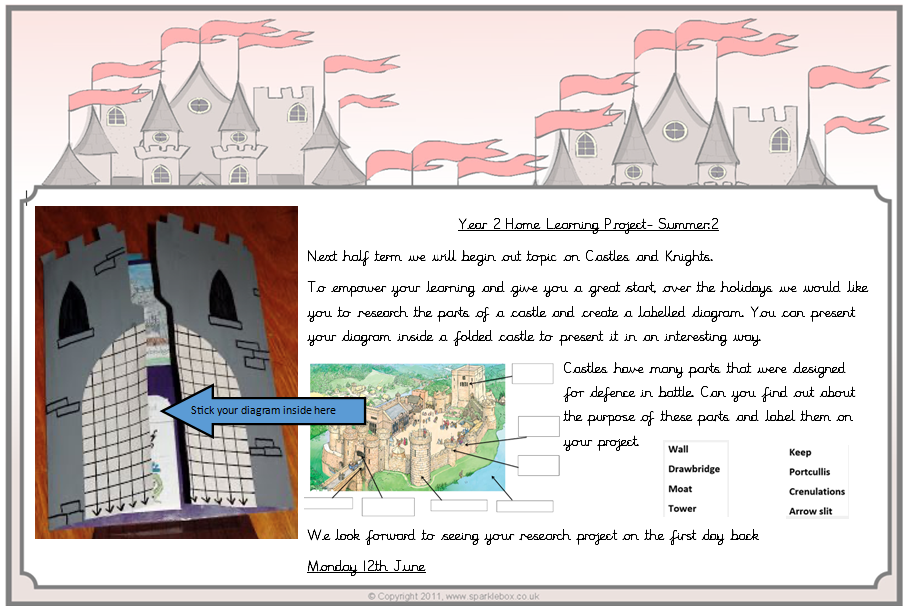 Year 2 Home Learning Project- Summer:2
Next half term we will begin out topic on Castles and Knights.
To empower your learning and give you a great start, over the holidays we would like
you to research the parts of a castle and create a labelled diagram. You can present
your diagram inside a folded castle to present it in an interesting way.
Stick your diagram inside here
Castles have many parts that were designed
for defence in battle. Can you find out about
the purpose of these parts and label them on
your project.
Wall
Drawbridge
Moat
Tower
Keep
Portcullis
Crenulations
Arrow slit
We look forward to seeing your research project on the first day back
Monday 12th June
© Copyright 2011, www.sparklebox.co.uk